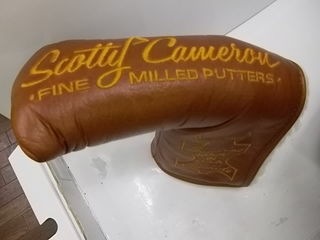 Scotty Cameron
·FINE MILLED PUTTERS·